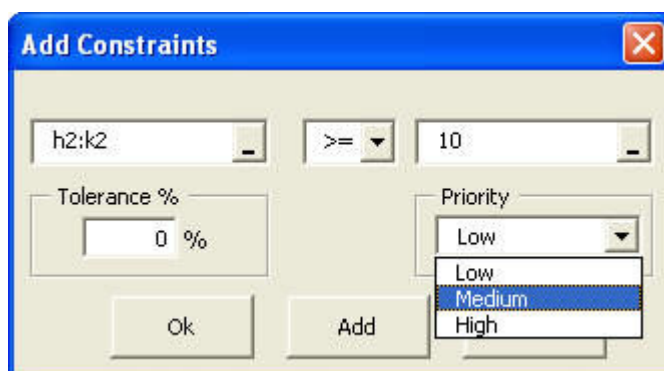 Add Constraints
h2:k2 _ >= 10 _
Tolerance % Priority
0 % Low
Low
Medium
High
Ok Add